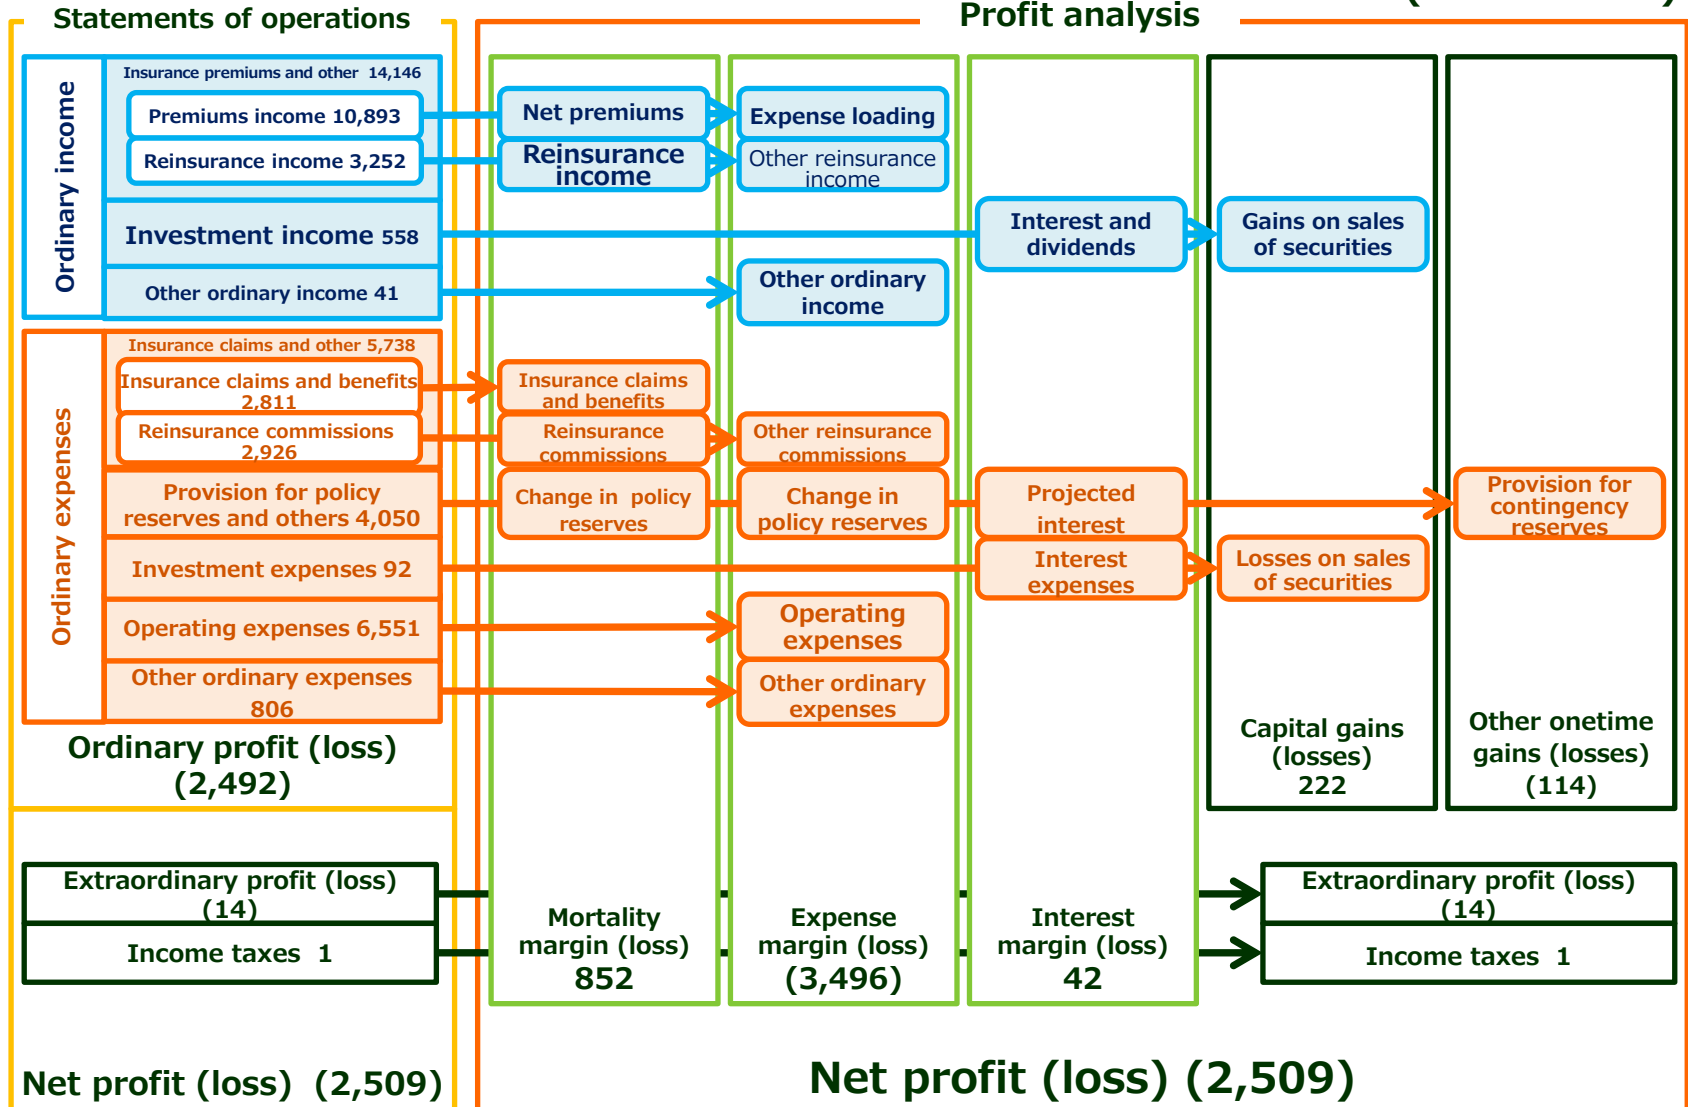 Statements of operations
Profit analysis
Ordinary income
Insurance premiums and other 14,146
Premiums income 10,893
Reinsurance income 3,252
Investment income 558
Other ordinary income 41
Net premiums
Expense loading
Reinsurance
income
Other reinsurance
income
Interest and
dividends
Gains on sales
of securities
Other ordinary
income
Ordinary expenses
Insurance claims and other 5,738
Insurance claims and benefits
2,811
Reinsurance commissions
2,926
Provision for policy
reserves and others 4,050
Investment expenses 92
Operating expenses 6,551
Other ordinary expenses
806
Insurance claims
and benefits
Reinsurance
commissions
Other reinsurance
commissions
Change in policy
reserves
Change in
policy reserves
Projected
interest
Provision for
contingency
reserves
Interest
expenses
Losses on sales
of securities
Operating
expenses
Other ordinary
expenses
Ordinary profit (loss)
(2,492)
Capital gains
(losses)
222
Other onetime
gains (losses)
(114)
Extraordinary profit (loss)
(14)
Income taxes 1
Mortality
margin (loss)
852
Expense
margin (loss)
(3,496)
Interest
margin (loss)
42
Extraordinary profit (loss)
(14)
Income taxes 1
Net profit (loss) (2,509)
Net profit (loss) (2,509)